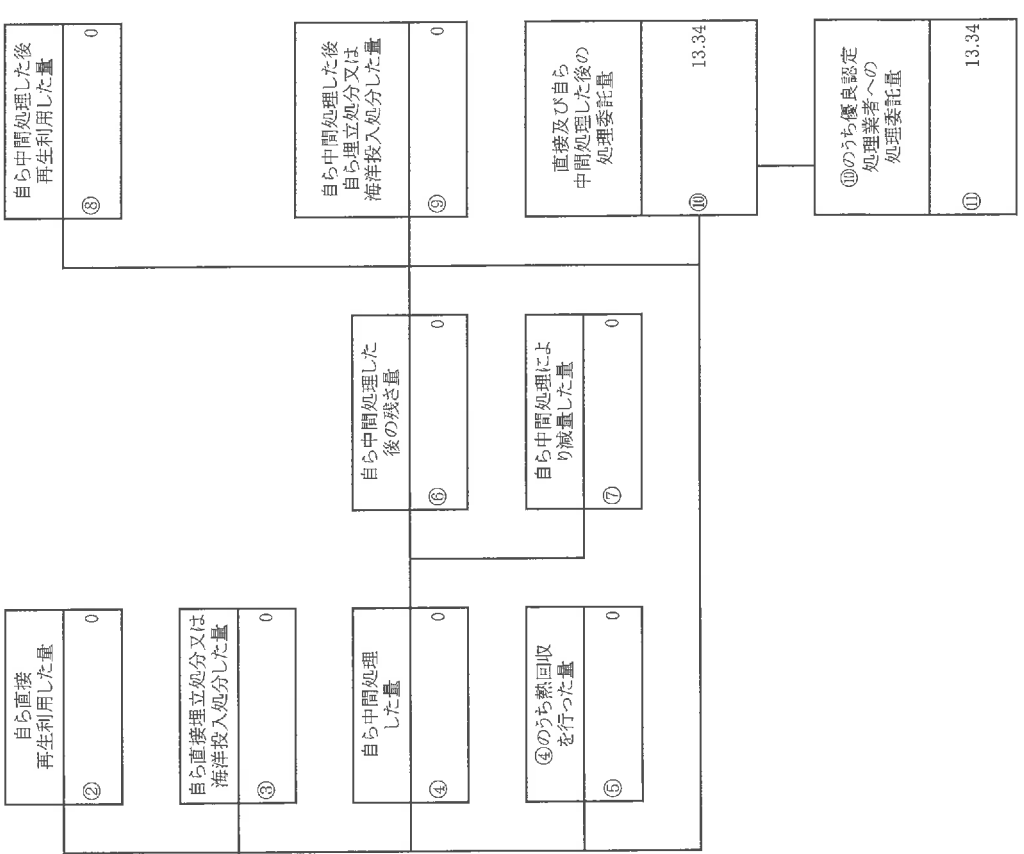 自ら直接
再生利用した量
② 0
自ら直接埋立処分又は
海洋投入処分した量
③ 0
自ら中間処理
した量
④ 0
④のうち熱回収
を行った量
⑤ 0
自ら中間処理した
後の残さ量
⑥ 0
自ら中間処理によ
り減量した量
⑦ 0
自ら中間処理した後
再生利用した量
⑧ 0
自ら中間処理した後
自ら埋立処分又は
海洋投入処分した量
⑨ 0
直接及び自ら
中間処理した後の
処理委託量
⑩ 13.34
⑩のうち優良認定
処理業者への
処理委託量
⑪ 13.34